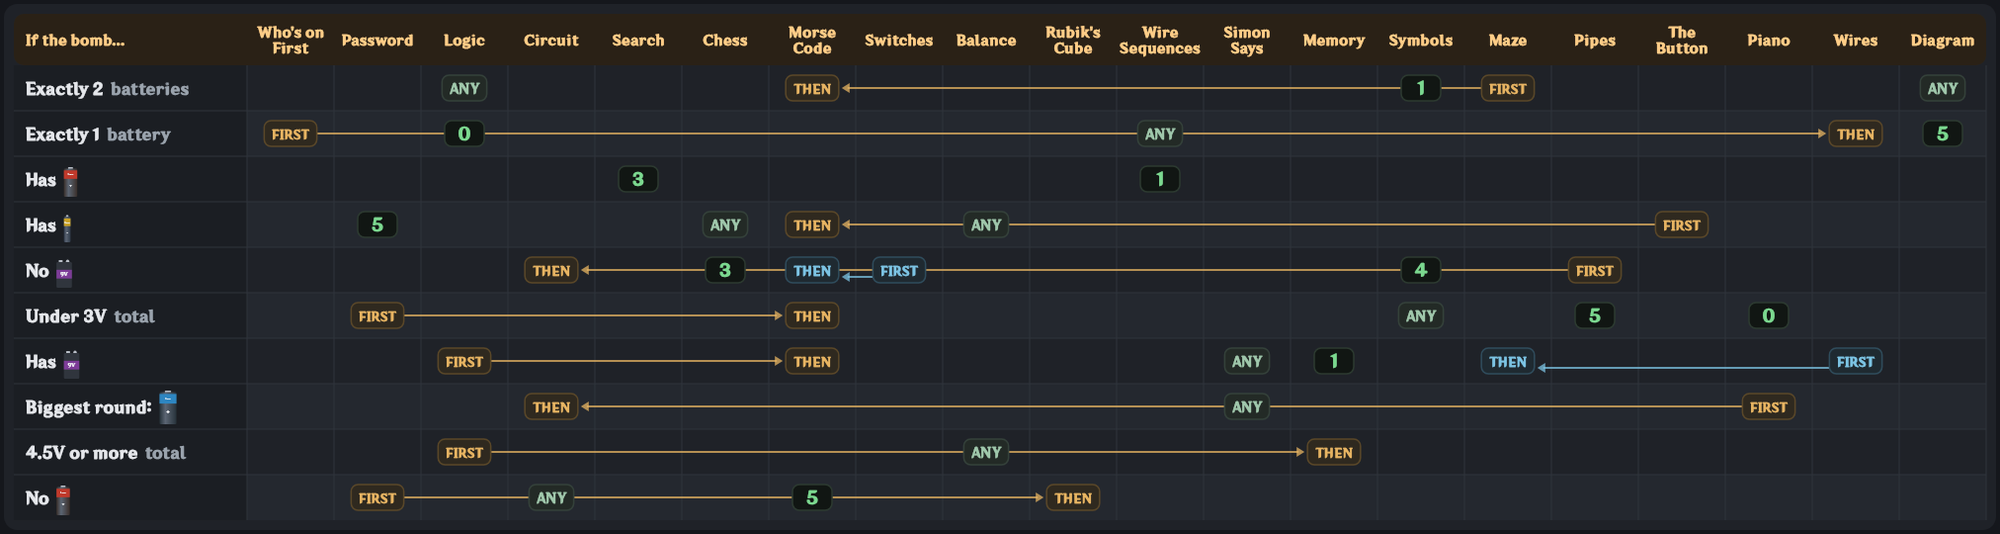 If the bomb... Who's on First Password Logic Circuit Search Chess Morse Code Switches Balance Rubik's Cube Wire Sequences Simon Says Memory Symbols Maze Pipes The Button Piano Wires Diagram
Exactly 2 batteries ANY THEN 1 FIRST ANY
Exactly 1 battery FIRST 0 ANY THEN 5
Has 3 1
Has 5 ANY THEN ANY FIRST
No 9V THEN 3 THEN FIRST 4 FIRST
Under 3V total FIRST THEN ANY 5 0
Has 9V FIRST THEN ANY 1 THEN FIRST
Biggest round: THEN ANY FIRST
4.5V or more total FIRST ANY THEN
No FIRST ANY 5 THEN